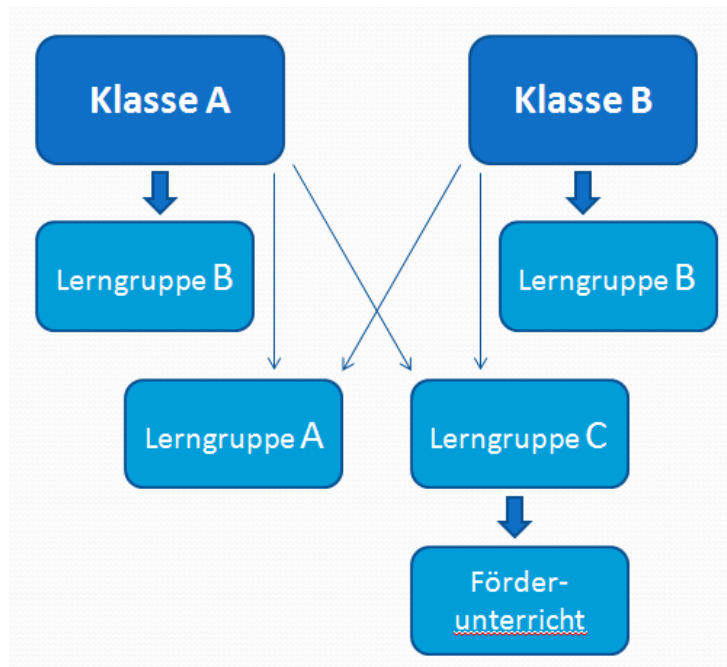 Klasse A
Klasse B
Lerngruppe B
Lerngruppe B
Lerngruppe A
Lerngruppe C
Förder-
unterricht